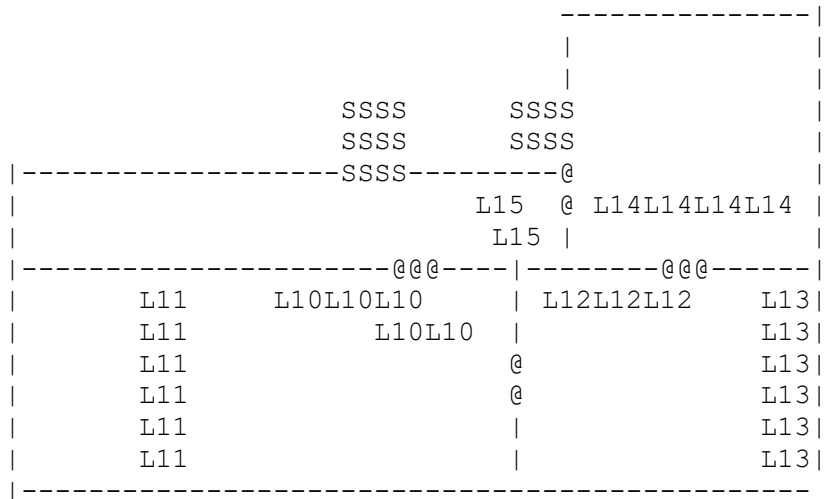 ---------------|
                                  |               |
                                  |               |
                    SSSS      SSSS               |
                    SSSS      SSSS               |
|-------------------SSSS---------@               |
|                            L15  @ L14L14L14L14 |
|                             L15 |               |
|----------------------@@@----|--------@@@------|
|       L11     L10L10L10     | L12L12L12    L13|
|       L11           L10L10  |              L13|
|       L11                   @              L13|
|       L11                   @              L13|
|       L11                   |              L13|
|       L11                   |              L13|
|-----------------------------------------------